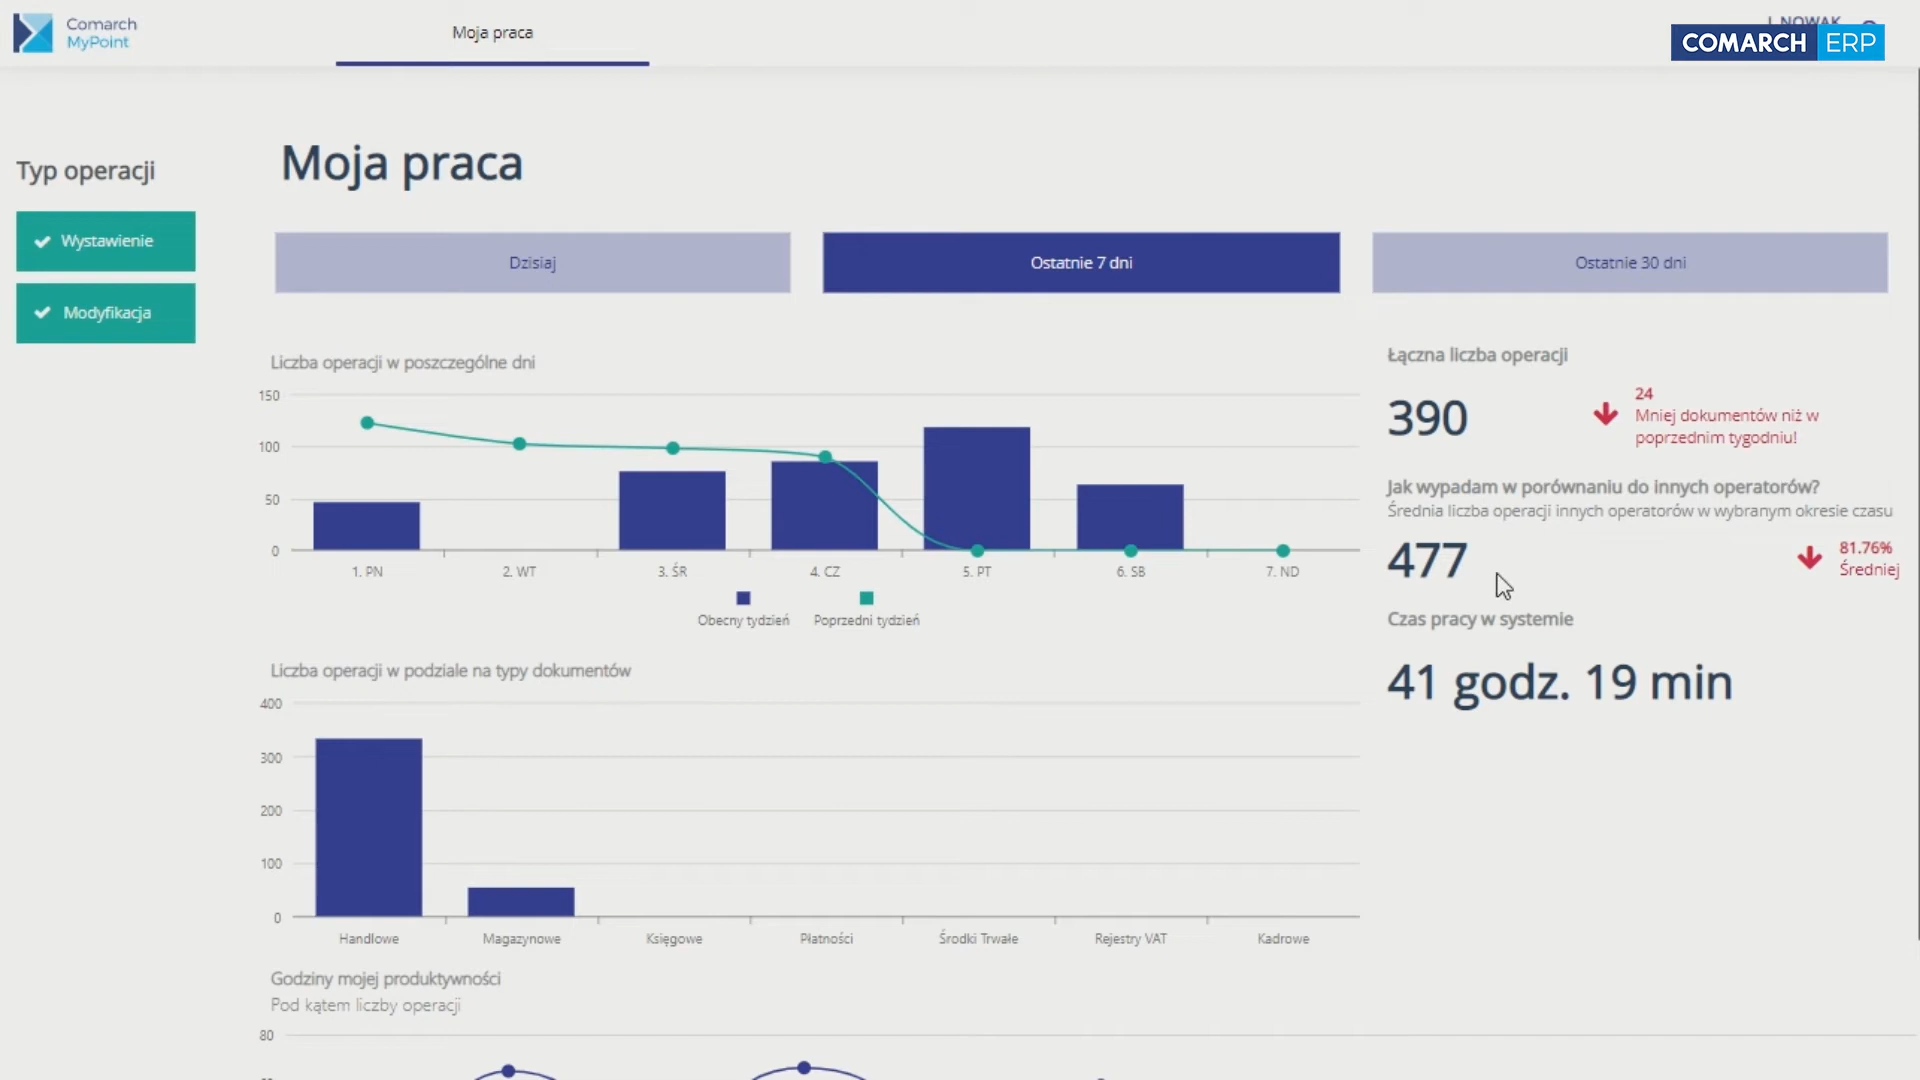 Comarch
MyPoint
Moja praca
J. NOWAK
COMARCH ERP
Typ operacji
Wystawienie
Modyfikacja
Moja praca
Dzisiaj
Ostatnie 7 dni
Ostatnie 30 dni
Liczba operacji w poszczególne dni
150
100
50
0
1. PN
2. WT
3. ŚR
4. CZ
5. PT
6. SB
7. ND
Obecny tydzień
Poprzedni tydzień
Łączna liczba operacji
390
24
Mniej dokumentów niż w
poprzednim tygodniu!
Jak wypadam w porównaniu do innych operatorów?
Średnia liczba operacji innych operatorów w wybranym okresie czasu
477
81.76%
Średniej
Czas pracy w systemie
41 godz. 19 min
Liczba operacji w podziale na typy dokumentów
400
300
200
100
0
Handlowe
Magazynowe
Księgowe
Płatności
Środki Trwałe
Rejestry VAT
Kadrowe
Godziny mojej produktywności
Pod kątem liczby operacji
80